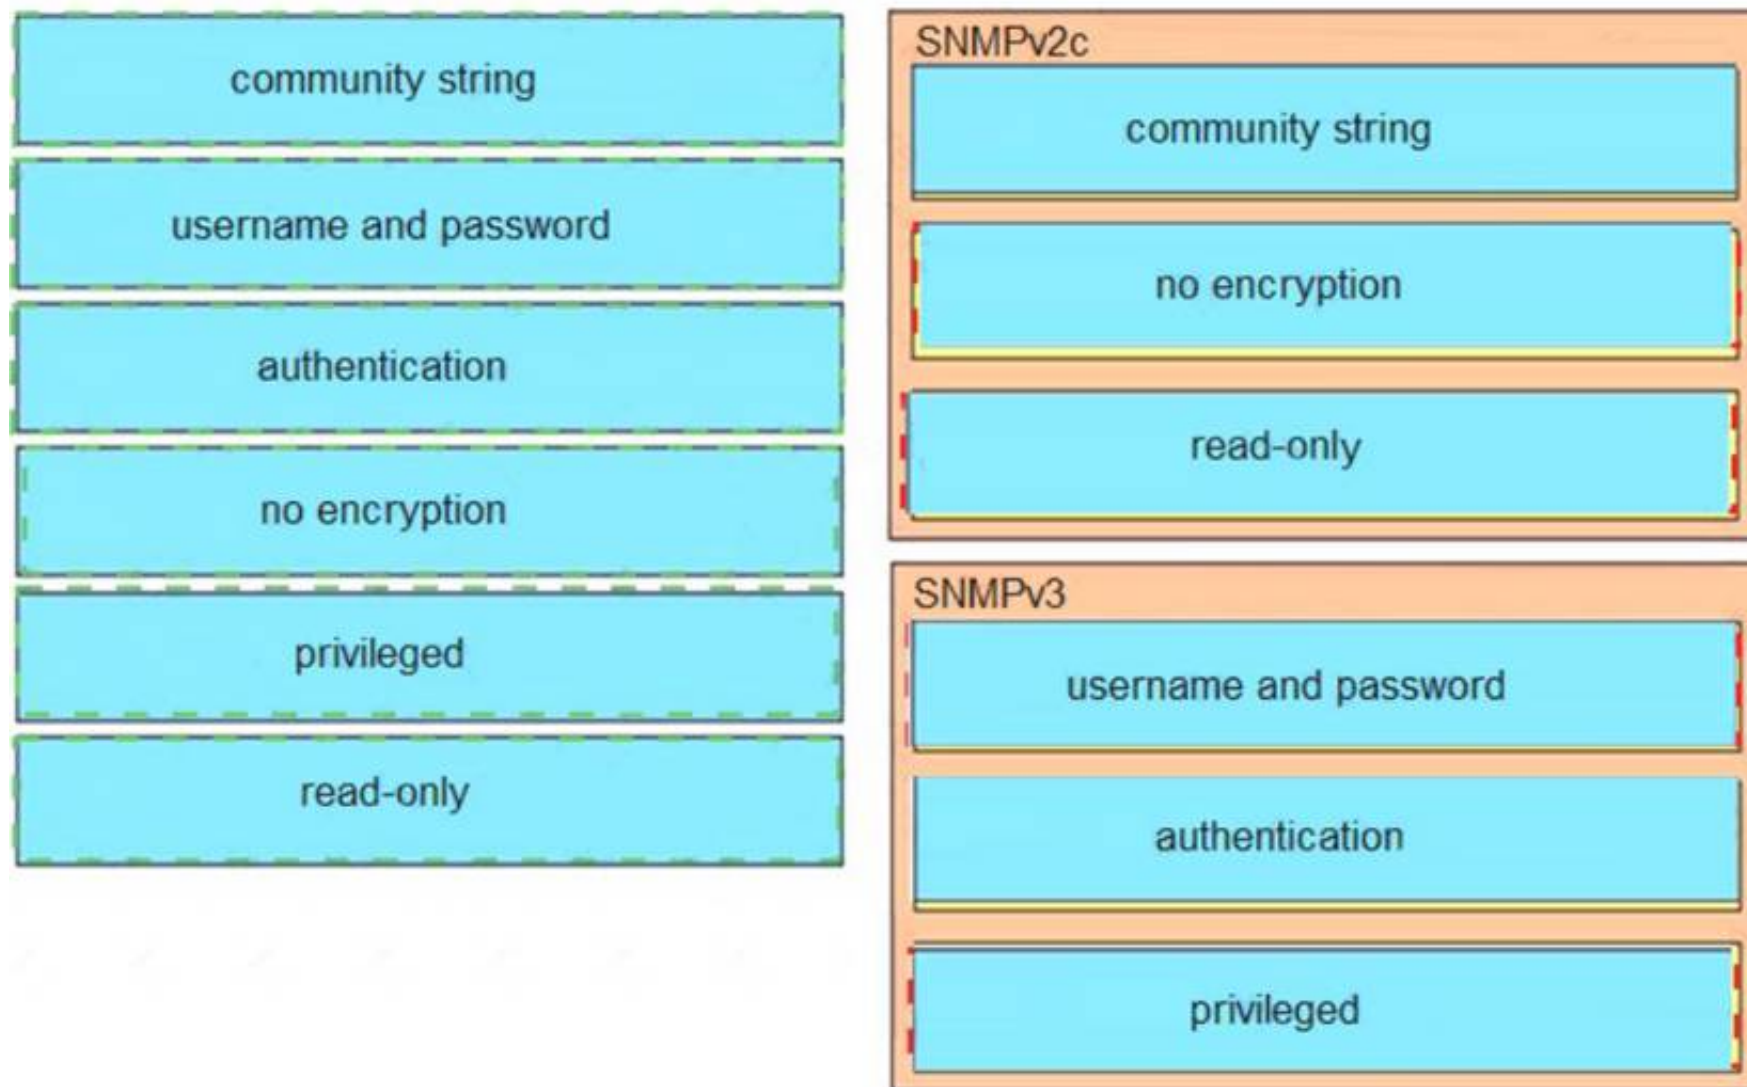 community string
username and password
authentication
no encryption
privileged
read-only
SNMPv2c
community string
no encryption
read-only
SNMPv3
username and password
authentication
privileged